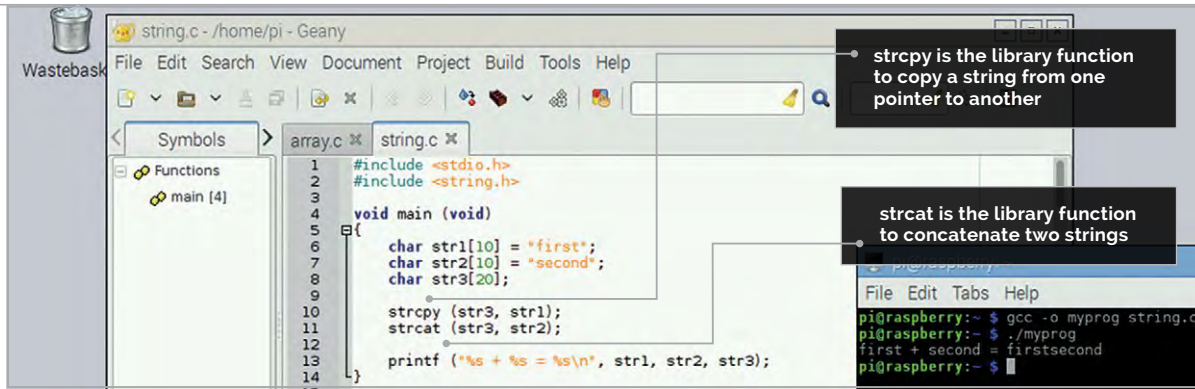 string.c - /home/pi - Geany
Wastebask
File Edit Search View Document Project Build Tools Help
strcpy is the library function
to copy a string from one
pointer to another
Symbols
array.c
string.c
Functions
main [4]
1 #include <stdio.h>
2 #include <string.h>
3
4 void main (void)
5 {
6 char str1[10] = "first";
7 char str2[10] = "second";
8 char str3[20];
9
10 strcpy (str3, str1);
11 strcat (str3, str2);
12
13 printf ("%s + %s = %s\n", str1, str2, str3);
14 }
strcat is the library function
to concatenate two strings
pi@raspberry:
File Edit Tabs Help
pi@raspberry:~ $ gcc -o myprog string.c
pi@raspberry:~ $ ./myprog
first + second = firstsecond
pi@raspberry:~ $